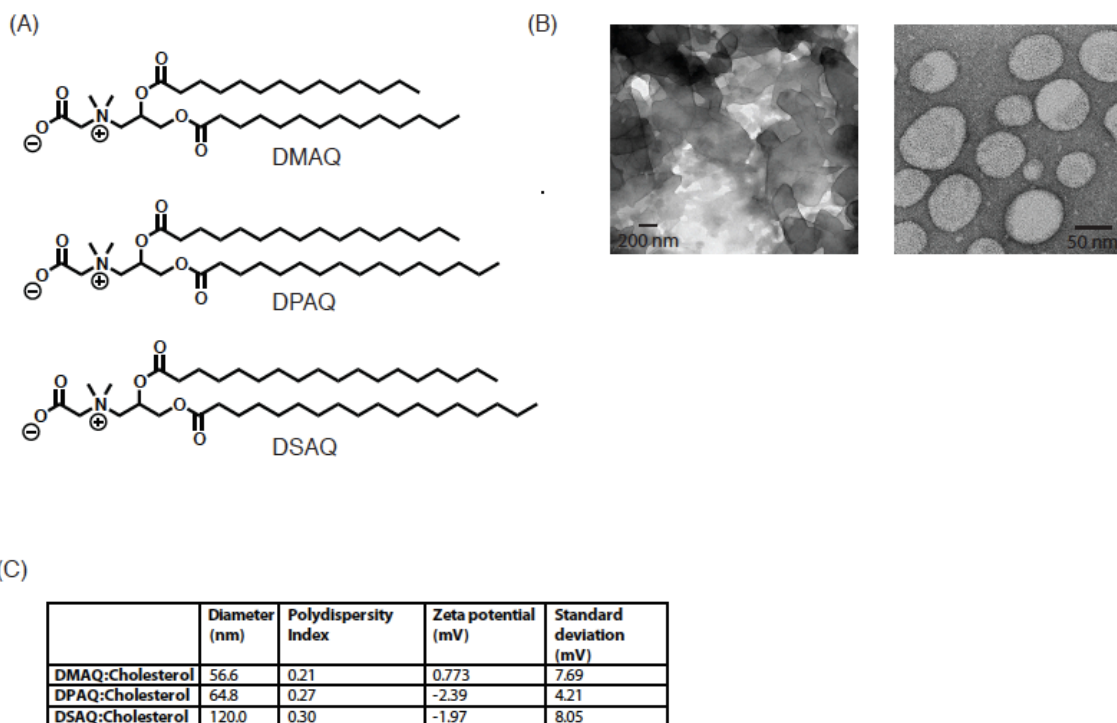 (A)
(B)
O
O
O
O
N
O
O
DMAQ
200 nm
50 nm
O
O
O
O
N
O
O
DPAQ
O
O
O
O
N
O
O
DSAQ
(C)
Diameter (nm) Polydispersity Index Zeta potential (mV) Standard deviation (mV)
DMAQ:Cholesterol 56.6 0.21 0.773 7.69
DPAQ:Cholesterol 64.8 0.27 -2.39 4.21
DSAQ:Cholesterol 120.0 0.30 -1.97 8.05